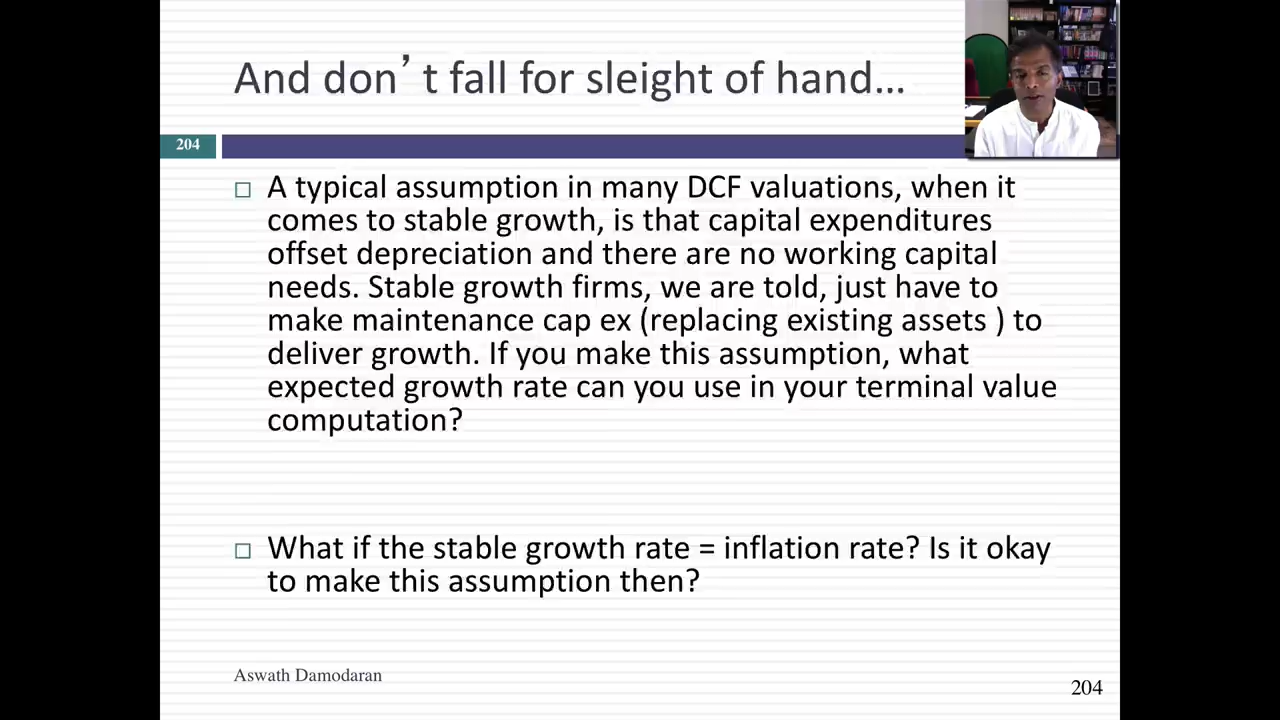 And don’t fall for sleight of hand…
204
□ A typical assumption in many DCF valuations, when it
comes to stable growth, is that capital expenditures
offset depreciation and there are no working capital
needs. Stable growth firms, we are told, just have to
make maintenance cap ex (replacing existing assets ) to
deliver growth. If you make this assumption, what
expected growth rate can you use in your terminal value
computation?
□ What if the stable growth rate = inflation rate? Is it okay
to make this assumption then?
Aswath Damodaran
204